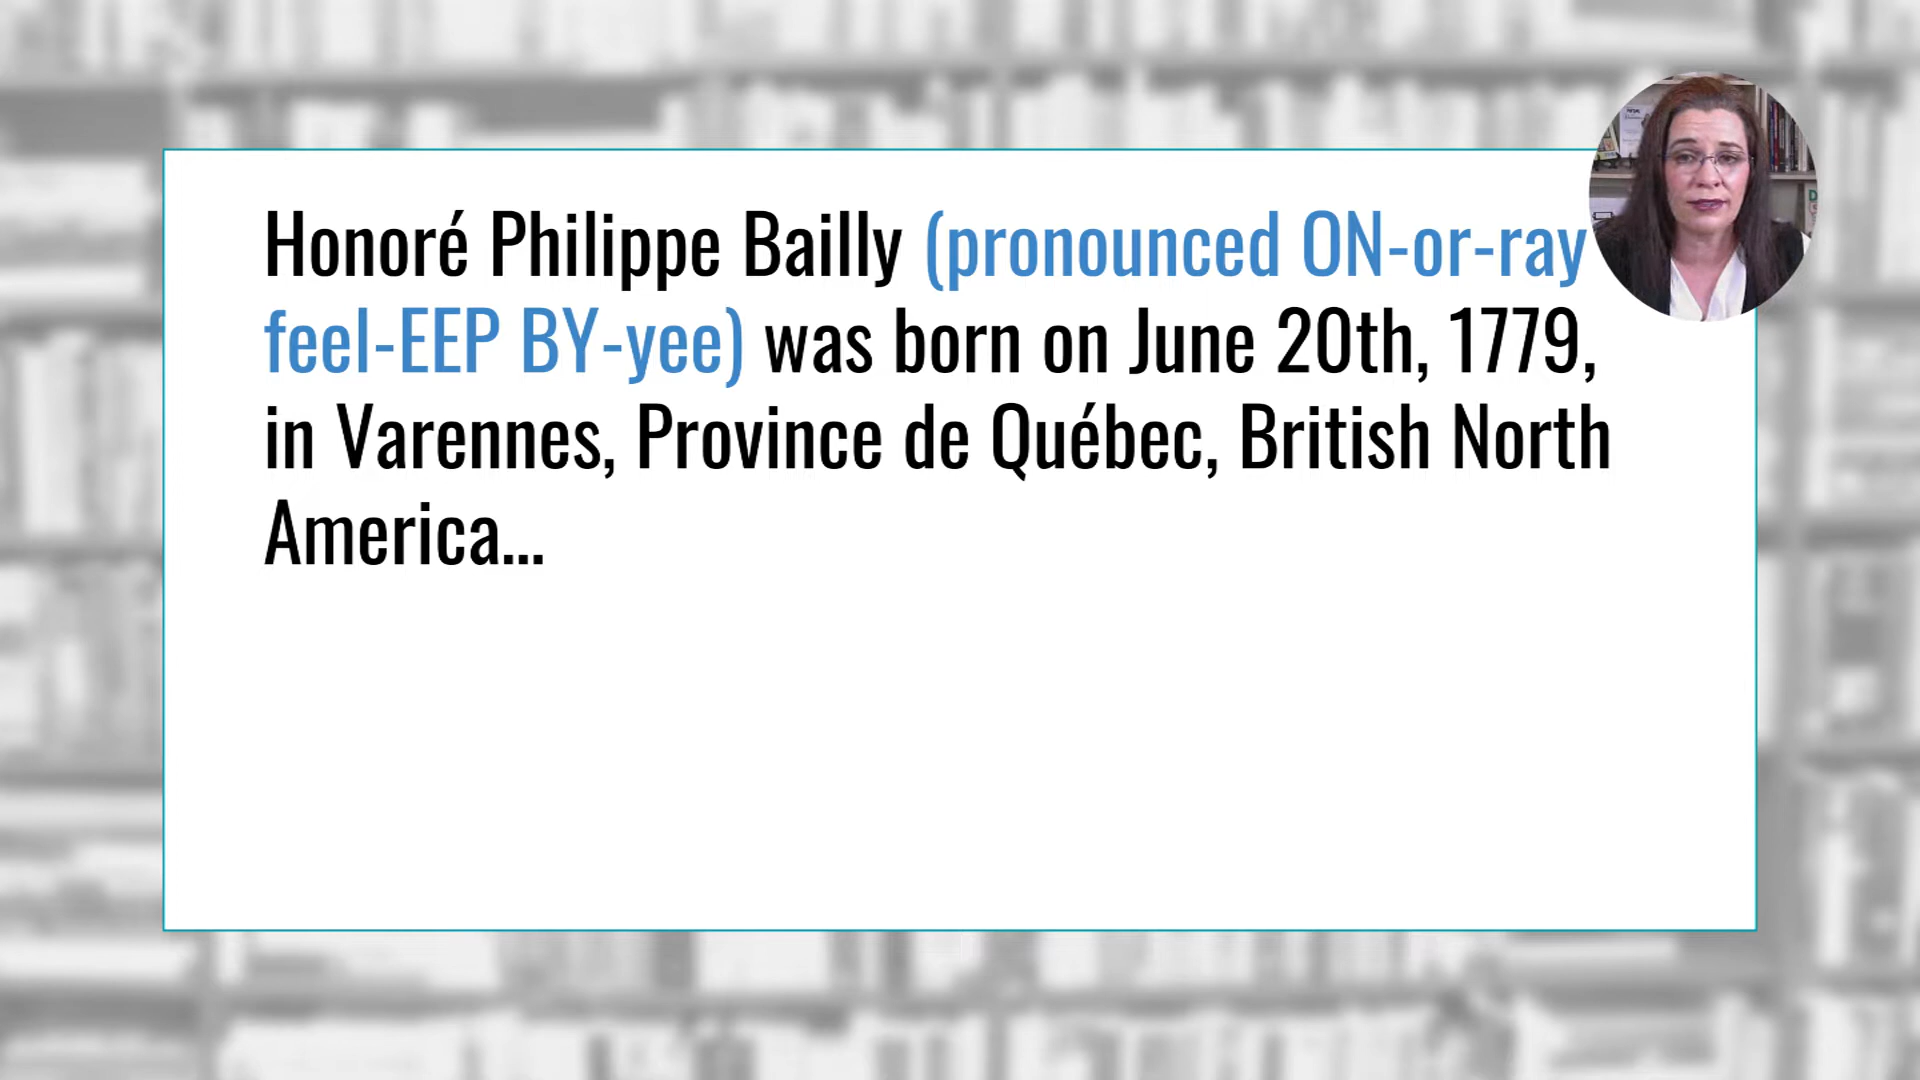 Honoré Philippe Bailly (pronounced ON-or-ray
feel-EEP BY-yee) was born on June 20th, 1779,
in Varennes, Province de Québec, British North
America...